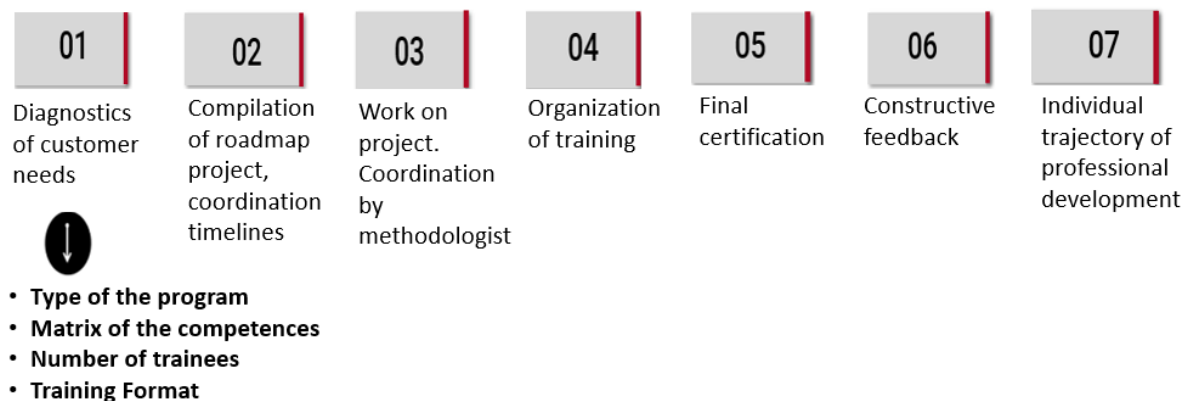 01
Diagnostics
of customer
needs
02
Compilation
of roadmap
project,
coordination
timelines
03
Work on
project.
Coordination
by
methodologist
04
Organization
of training
05
Final
certification
06
Constructive
feedback
07
Individual
trajectory of
professional
development
• Type of the program
• Matrix of the competences
• Number of trainees
• Training Format